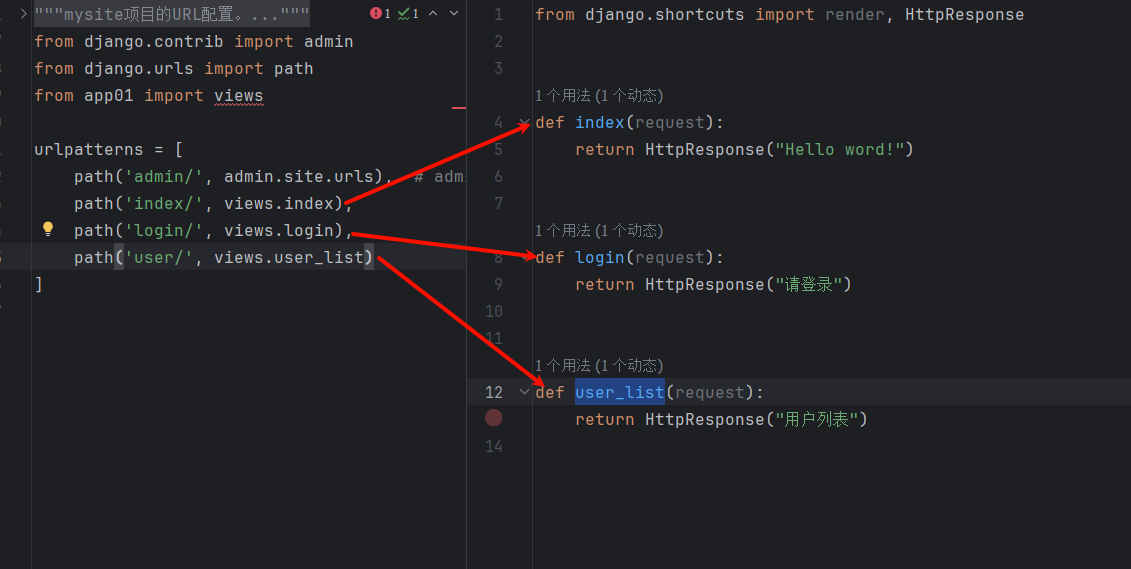 """mysite项目的URL配置。..."""
1 1
from django.contrib import admin
from django.urls import path
from app01 import views
urlpatterns = [
path('admin/', admin.site.urls), # adm
path('index/', views.index),
path('login/', views.login),
path('user/', views.user_list)
]
1 from django.shortcuts import render, HttpResponse
2
3
1 个用法 (1 个动态)
4 def index(request):
5 return HttpResponse("Hello word!")
6
7
1 个用法 (1 个动态)
8 def login(request):
9 return HttpResponse("请登录")
10
11
1 个用法 (1 个动态)
12 def user_list(request):
return HttpResponse("用户列表")
14